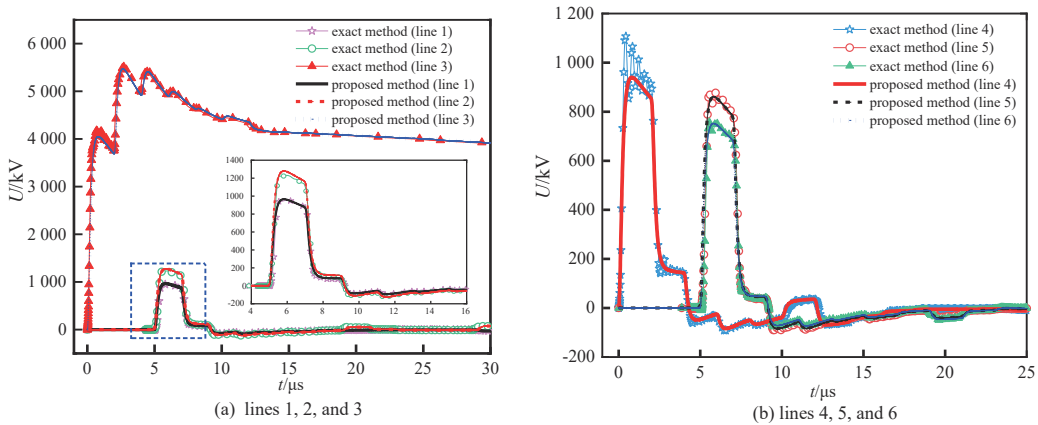 exact method (line 1)
exact method (line 2)
exact method (line 3)
proposed method (line 1)
proposed method (line 2)
proposed method (line 3)
6 000
5 000
4 000
3 000
2 000
1 000
0
U/kV
1400
1200
1000
800
600
400
200
0
-200
4 6 8 10 12 14 16
0 5 10 15 20 25 30
t/μs
(a) lines 1, 2, and 3
exact method (line 4)
exact method (line 5)
exact method (line 6)
proposed method (line 4)
proposed method (line 5)
proposed method (line 6)
1 200
1 000
800
600
400
200
0
-200
U/kV
0 5 10 15 20 25
t/μs
(b) lines 4, 5, and 6